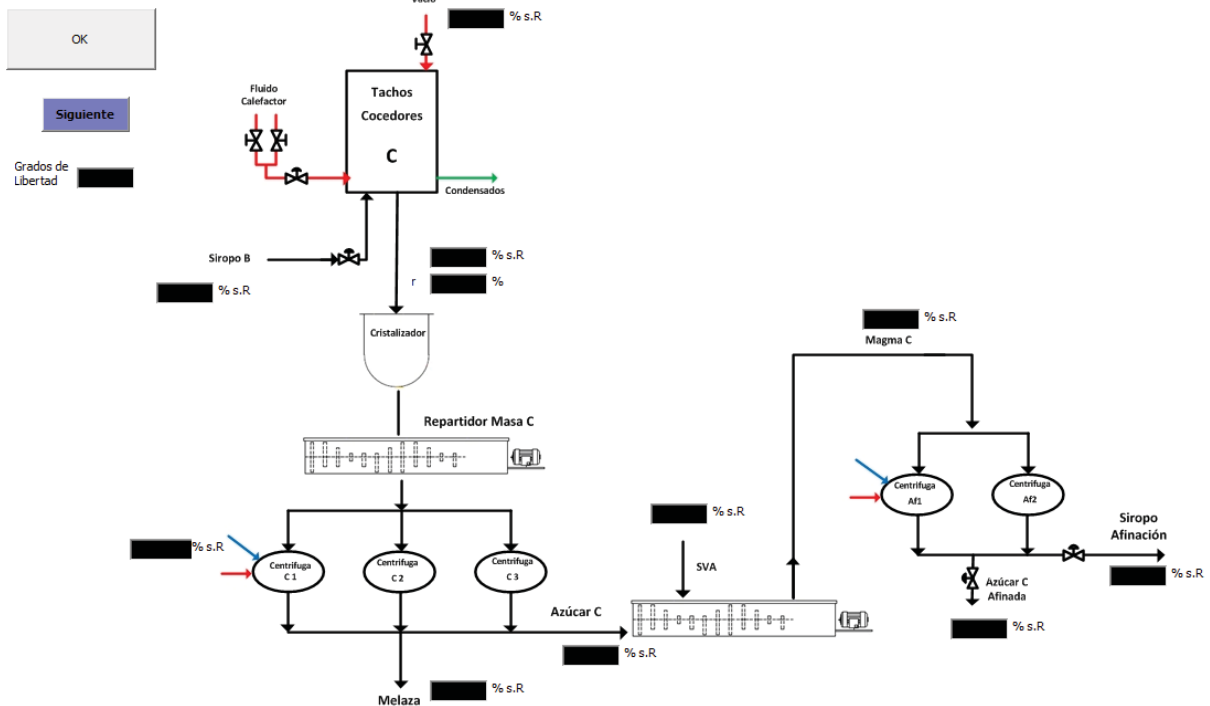 % s.R
OK
Tachos
Cocedores
C
Fluido
Calefactor
Siguiente
Grados de
Libertad
Condensados
Siropo B
% s.R
% s.R
r
%
% s.R
Magma C
Cristalizador
Repartidor Masa C
Centrifuga
Af1
Centrifuga
Af2
% s.R
Siropo
Afinación
% s.R
% s.R
Centrifuga
C 1
Centrifuga
C 2
Centrifuga
C 3
SVA
Azúcar C
Afinada
Azúcar C
% s.R
% s.R
% s.R
Melaza